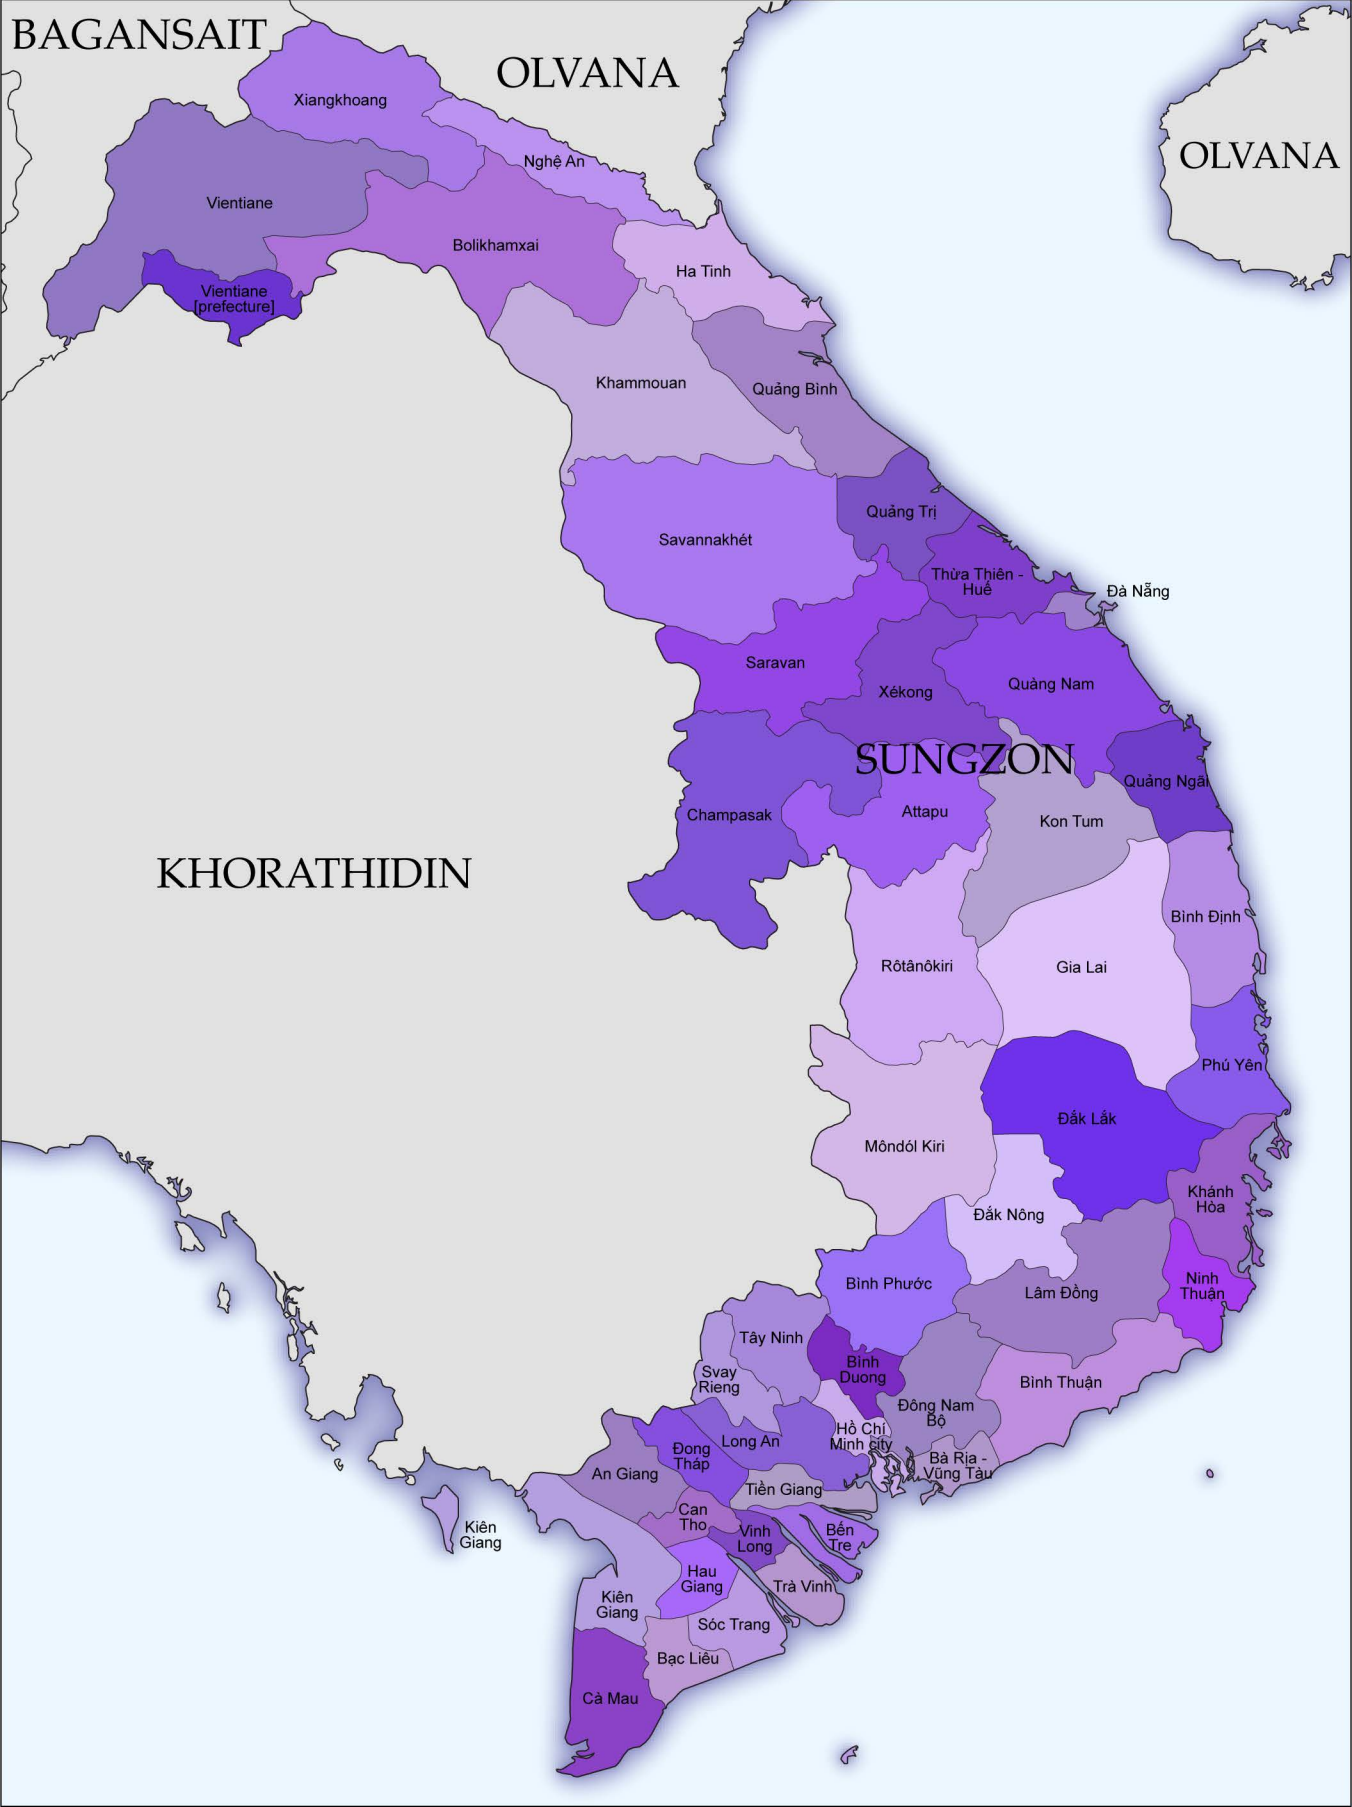 BAGANSAIT
OLVANA
Xiangkhoang
OLVANA
Nghệ An
Vientiane
Bolikhamxai
Ha Tinh
Vientiane
[prefecture]
Khammouan
Quảng Bình
Quảng Trị
Savannakhét
Thừa Thiên -
Huế
Đà Nẵng
Saravan
Quàng Nam
Xékong
SUNGZON
Quảng Ngãi
Attapu
Champasak
Kon Tum
KHORATHIDIN
Bình Định
Rôtânôkiri
Gia Lai
Phú Yên
Đắk Lắk
Môndól Kiri
Khánh
Hòa
Đắk Nông
Bình Phước
Ninh
Thuận
Lâm Đồng
Tây Ninh
Bình
Duong
Svay
Rieng
Bình Thuận
Đông Nam
Bộ
Hồ Chí
Minh city
Long An
Đong
Tháp
Bà Rịa -
Vũng Tàu
An Giang
Tiền Giang
Can
Tho
Vinh
Long
Bến
Tre
Kiên
Giang
Hau
Giang
Trà Vinh
Kiên
Giang
Sóc Trang
Bạc Liêu
Cà Mau